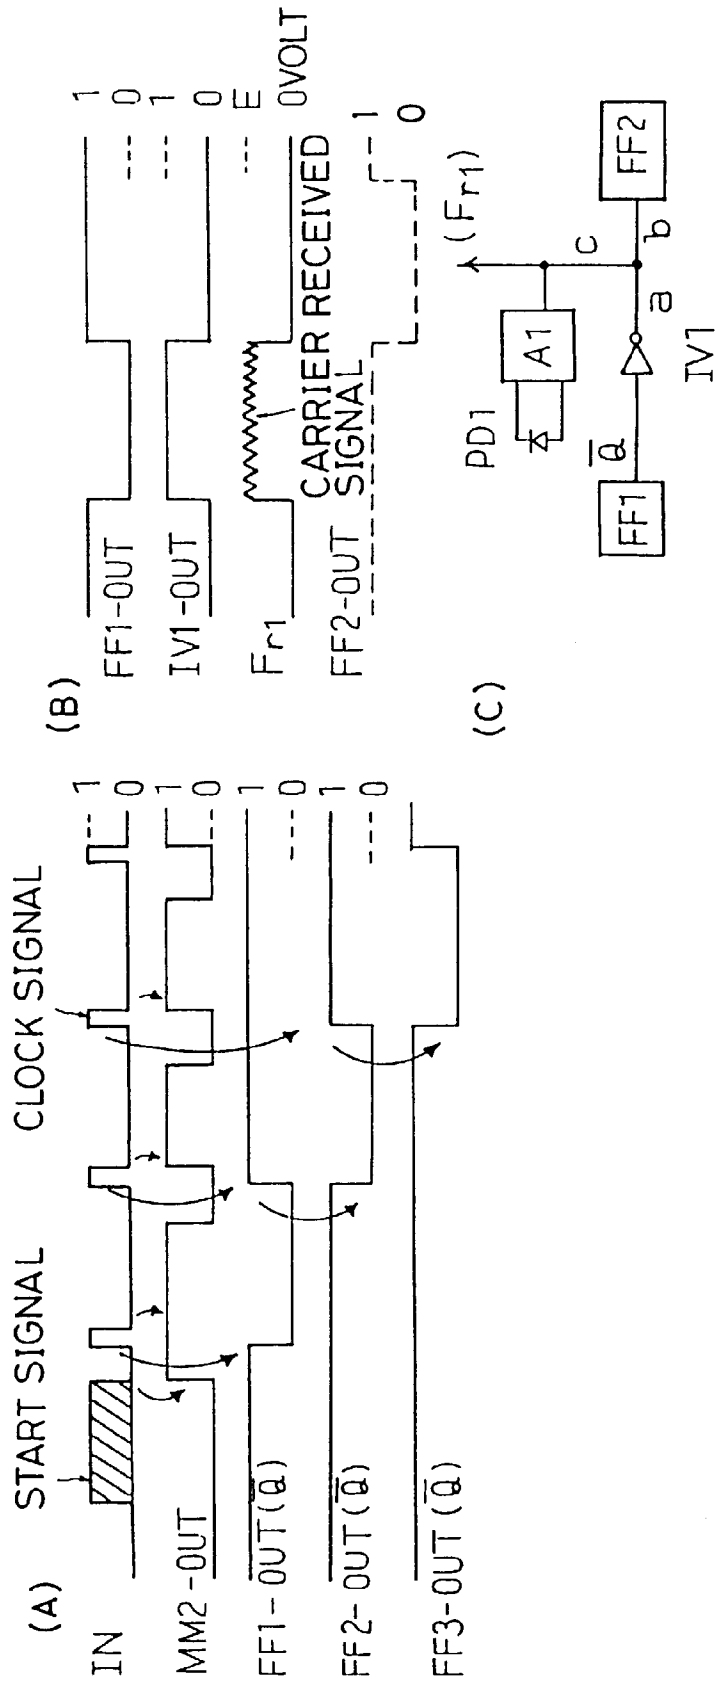 (A)
START SIGNAL
CLOCK SIGNAL
IN
1
0
MM2-OUT
1
0
FF1-OUT(Q̅)
1
0
FF2-OUT(Q̅)
1
0
FF3-OUT(Q̅)
(B)
FF1-OUT
1
0
IV1-OUT
1
0
Fr1
E
0VOLT
CARRIER RECEIVED
SIGNAL
FF2-OUT
1
0
(C)
(Fr1)
PD1
A1
c
FF1
Q̅
a
b
FF2
IV1